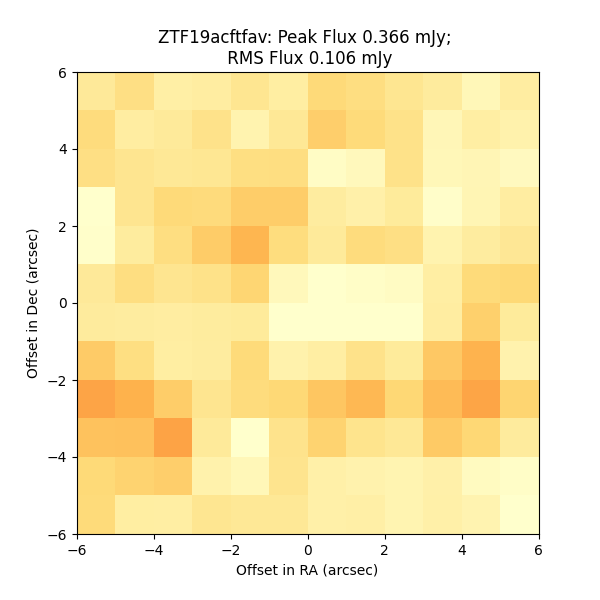 ZTF19acftfav: Peak Flux 0.366 mJy;
RMS Flux 0.106 mJy
6
4
2
0
−2
−4
−6
Offset in Dec (arcsec)
−6 −4 −2 0 2 4 6
Offset in RA (arcsec)